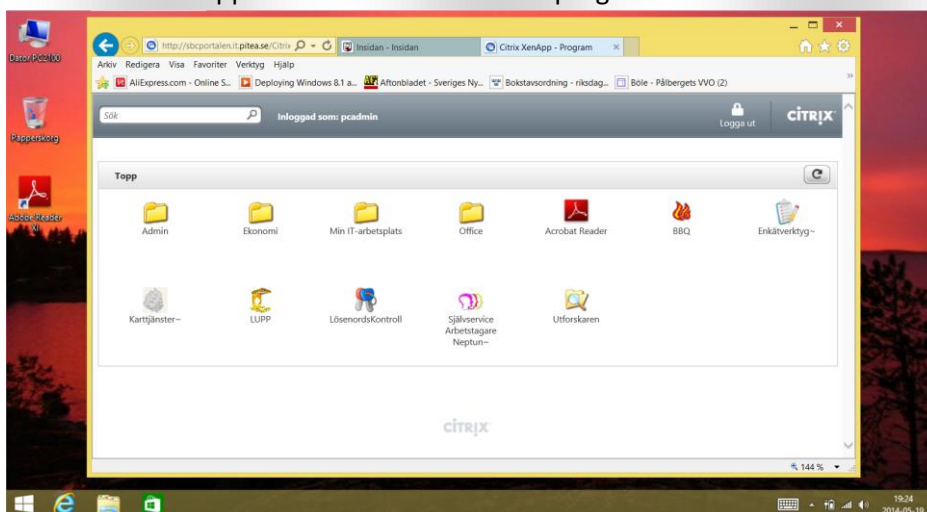 Dator PC2100
Papperskorg
Adobe Reader
XI
http://sbcportalen.it.pitea.se/Citrix
Insidan - Insidan
Citrix XenApp - Program
Arkiv Redigera Visa Favoriter Verktyg Hjälp
AliExpress.com - Online S... Deploying Windows 8.1 a... Aftonbladet - Sveriges Ny... Bokstavsordning - riksdag... Böle - Pålbergets VVO (2)
Sök
Inloggad som: pcadmin
Logga ut
CITRIX
Topp
Admin Ekonomi Min IT-arbetsplats Office Acrobat Reader BBQ Enkätverktyg~
Karttjänster~ LUPP LösenordsKontroll Självservice Utforskaren
Arbetstagare
Neptun~
CITRIX
144 %
19:24
2014-05-19